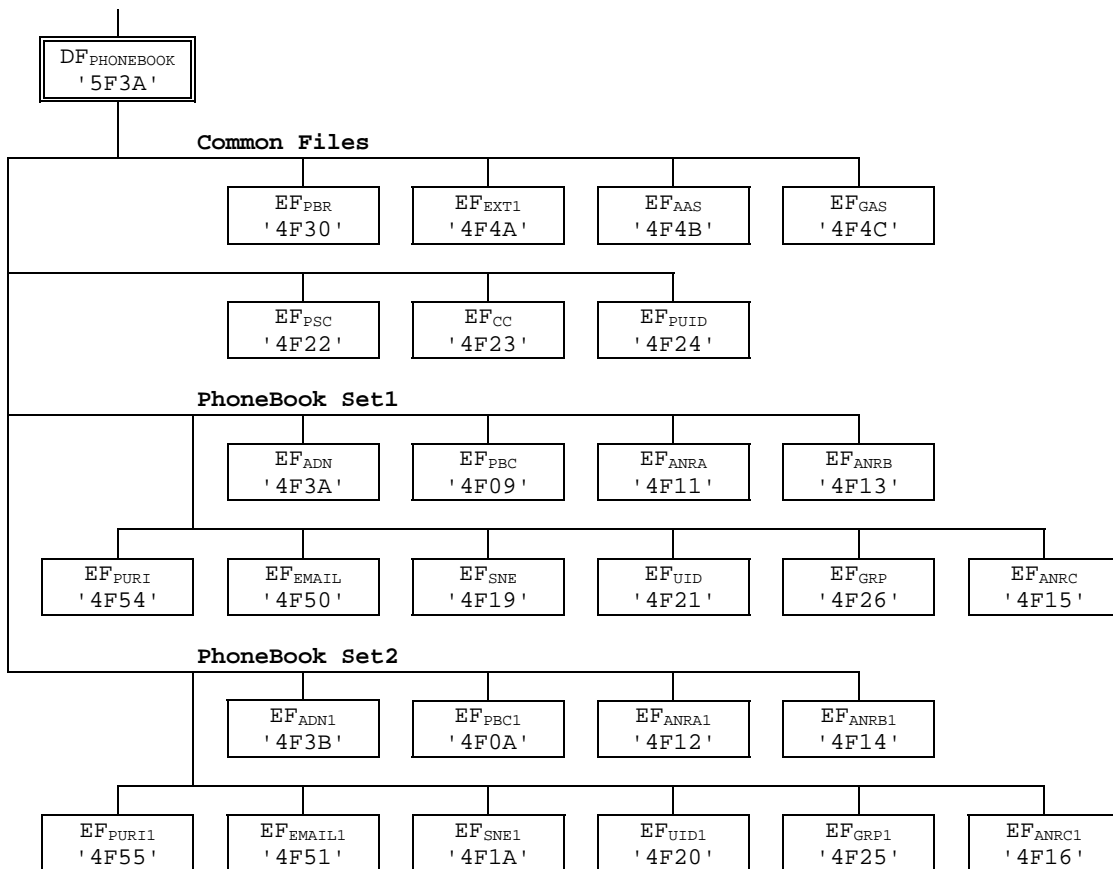 DFPHONEBOOK
'5F3A'
Common Files
EFPBR EFEXT1 EFAAS EFGAS
'4F30' '4F4A' '4F4B' '4F4C'
EFPSC EFCC EFPUID
'4F22' '4F23' '4F24'
PhoneBook Set1
EFADN EFPBC EFANRA EFANRB
'4F3A' '4F09' '4F11' '4F13'
EFPURI EFEMAIL EFSNE EFUID EFGRP EFANRC
'4F54' '4F50' '4F19' '4F21' '4F26' '4F15'
PhoneBook Set2
EFADN1 EFPBC1 EFANRA1 EFANRB1
'4F3B' '4F0A' '4F12' '4F14'
EFPURI1 EFEMAIL1 EFSNE1 EFUID1 EFGRP1 EFANRC1
'4F55' '4F51' '4F1A' '4F20' '4F25' '4F16'